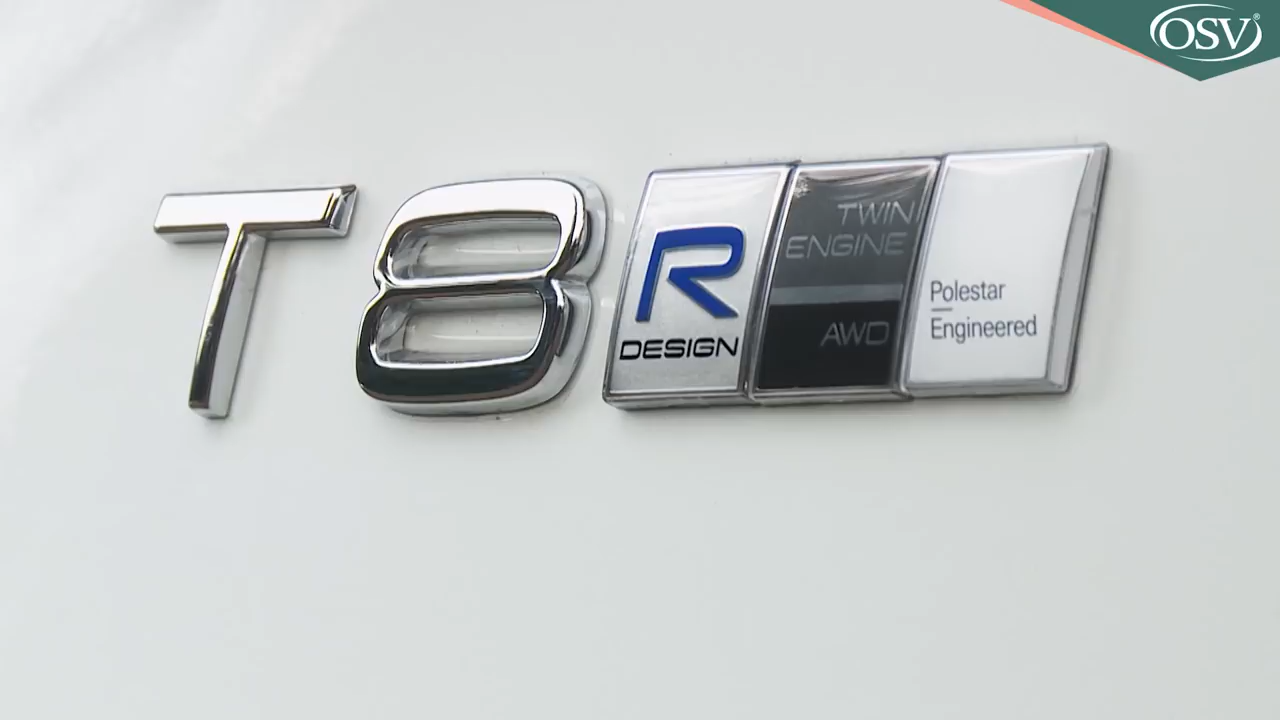 OSV®
T8
R
DESIGN
TWIN
ENGINE
AWD
Polestar
Engineered